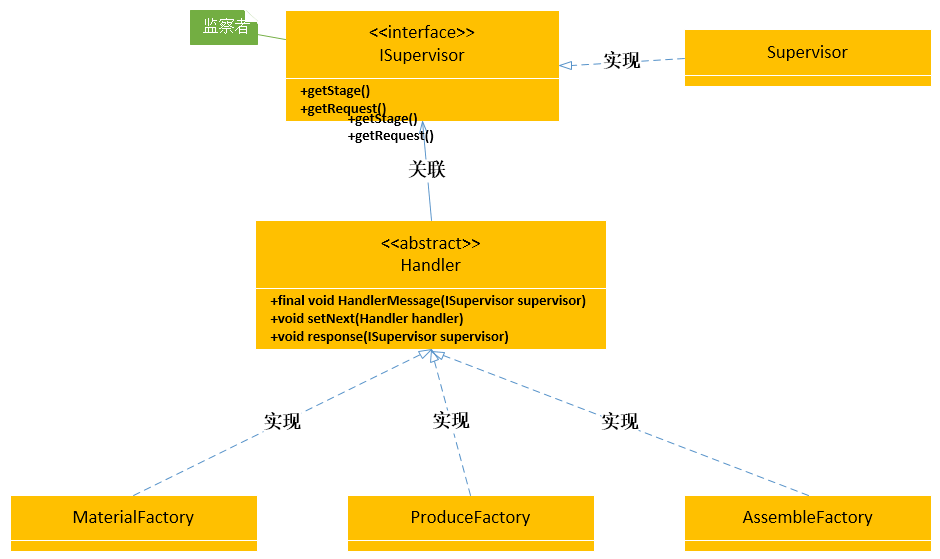 监察者
<<interface>>
ISupervisor
+getStage()
+getRequest()
+getStage()
+getRequest()
实现
Supervisor
关联
<<abstract>>
Handler
+final void HandlerMessage(ISupervisor supervisor)
+void setNext(Handler handler)
+void response(ISupervisor supervisor)
实现
实现
实现
MaterialFactory
ProduceFactory
AssembleFactory